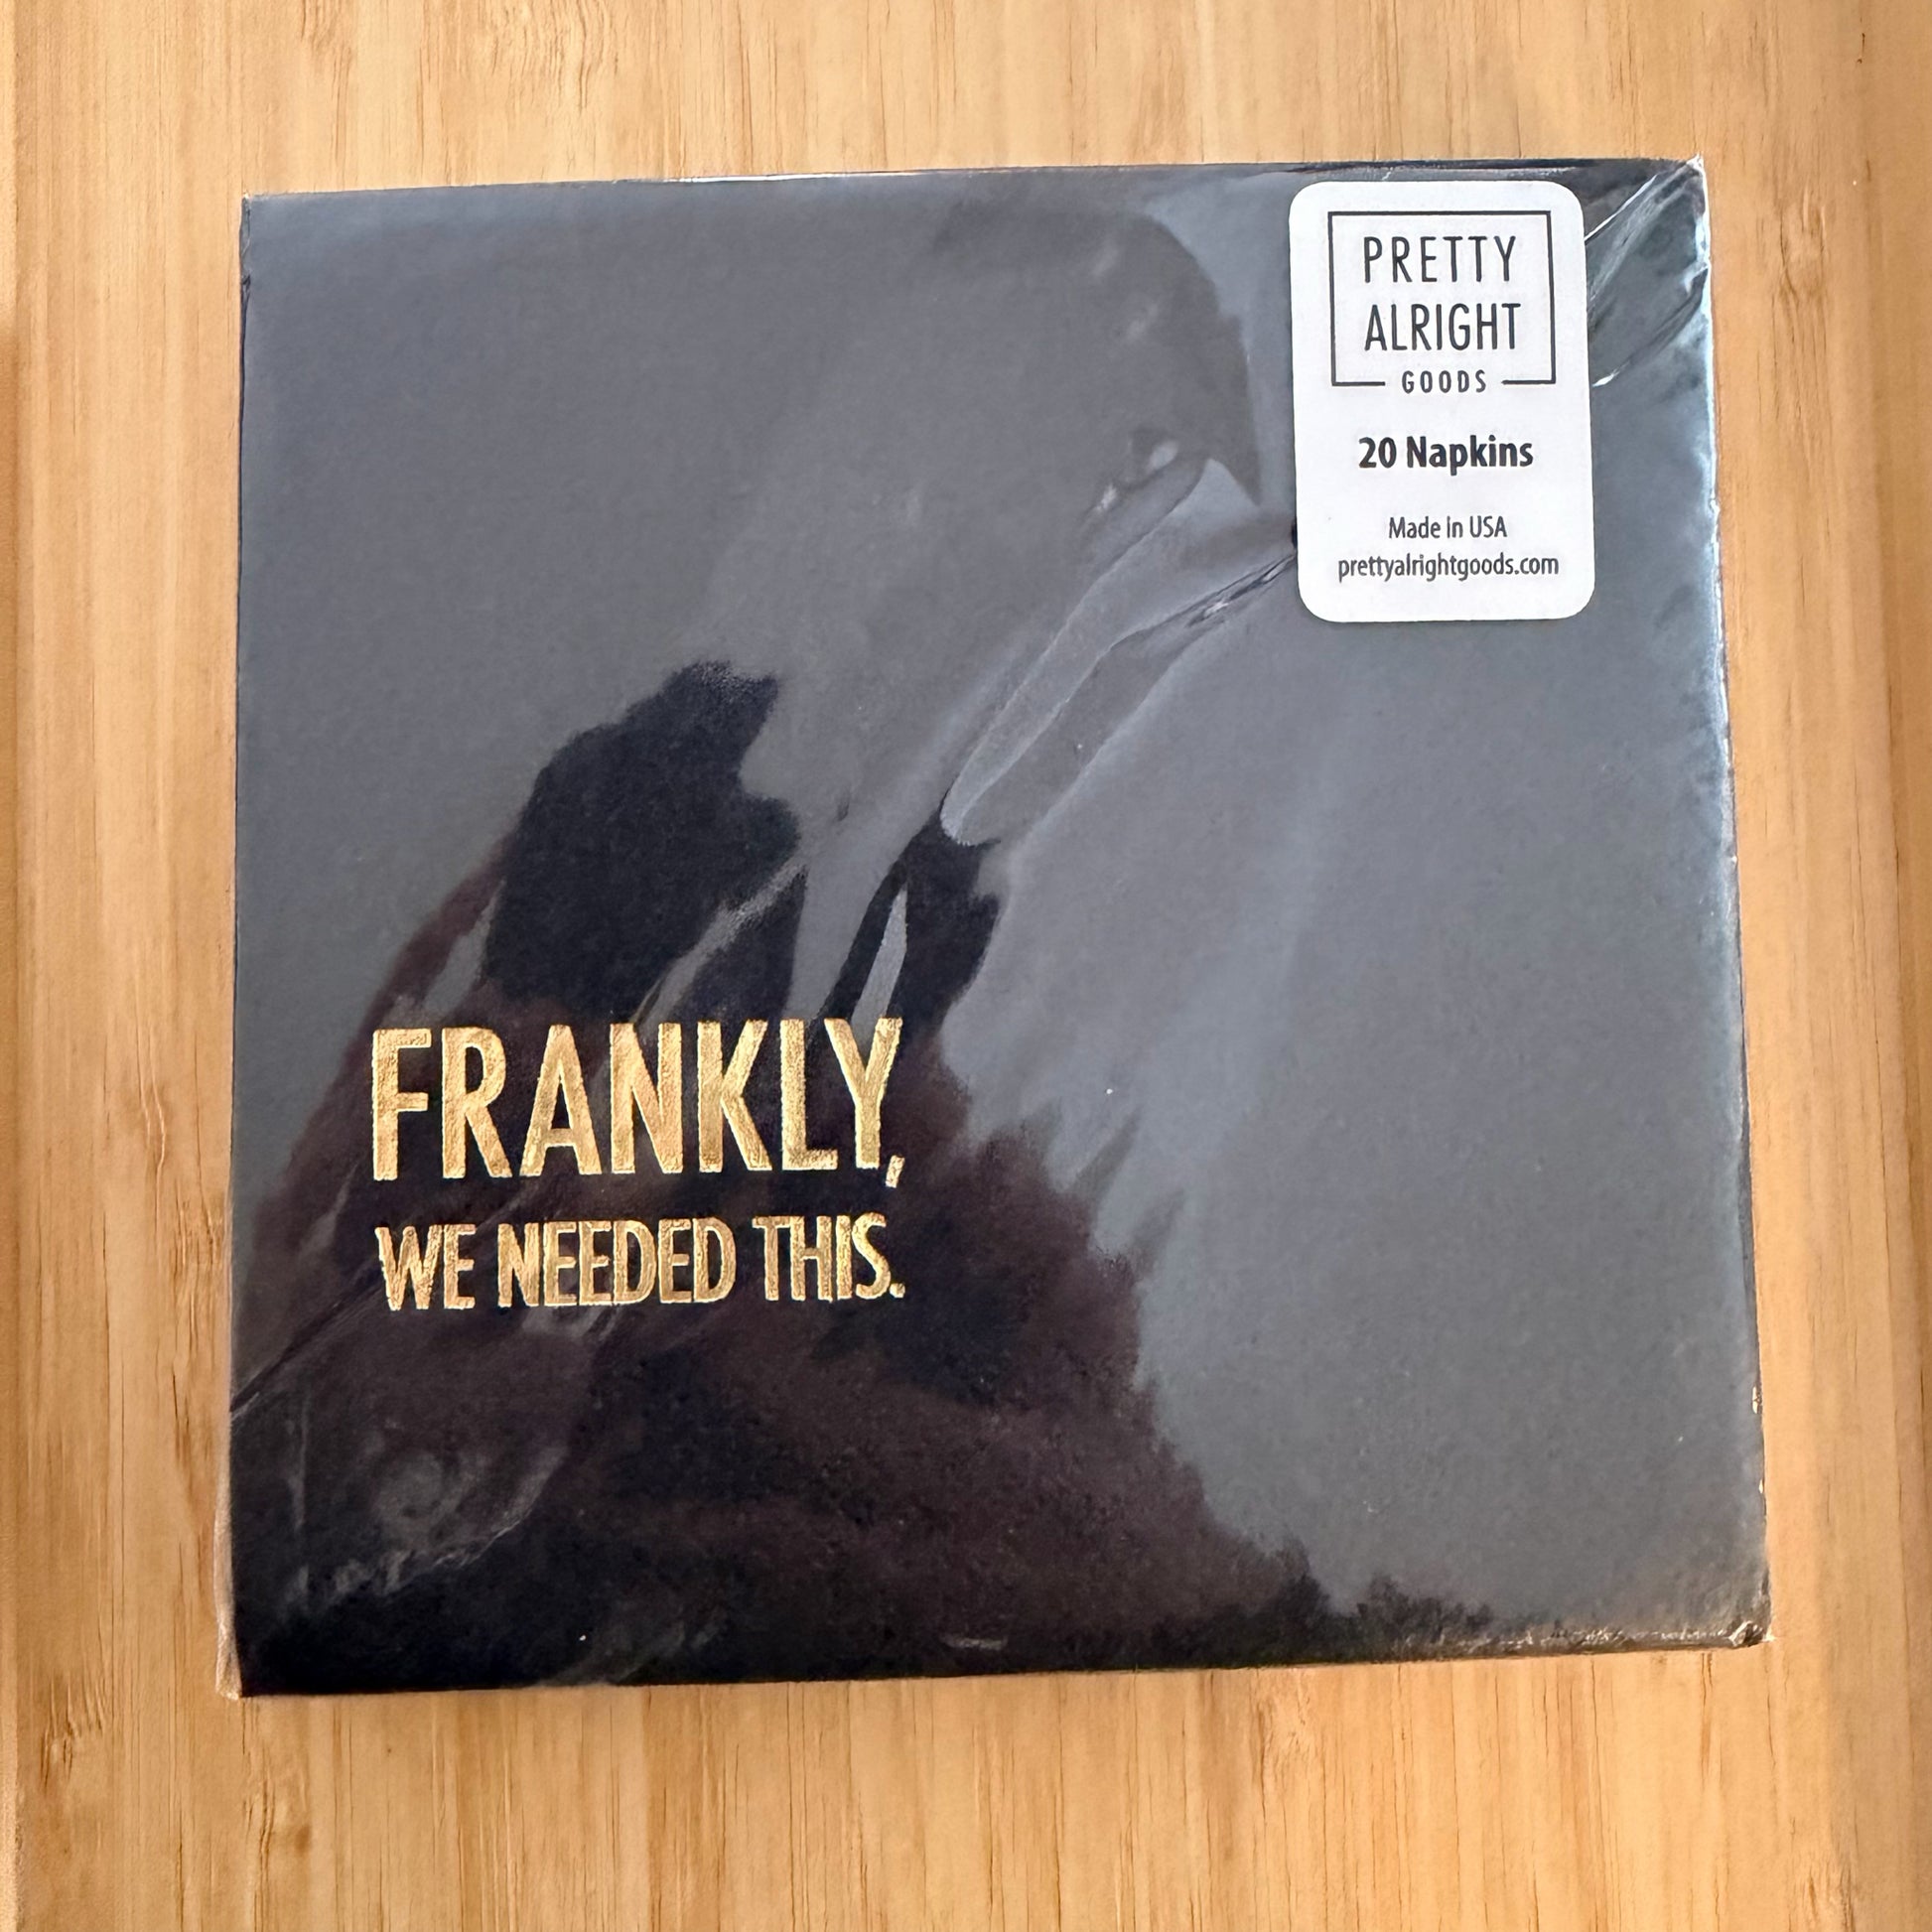 PRETTY
ALRIGHT
GOODS
20 Napkins
Made in USA
prettyalrightgoods.com
FRANKLY,
WE NEEDED THIS.